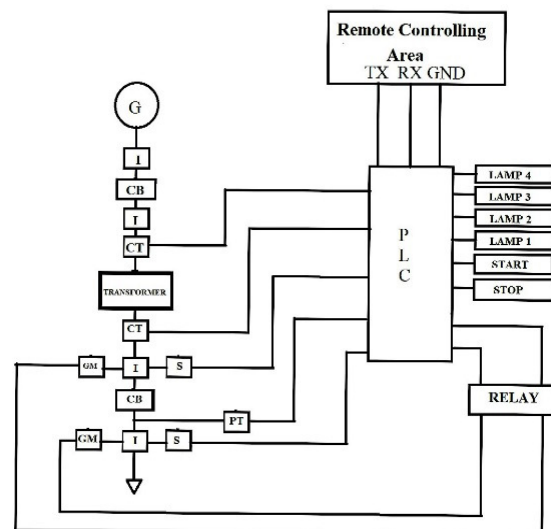 Remote Controlling
Area
TX RX GND
G
I
CB
I
CT
TRANSFORMER
CT
GM I S
CB
PT
GM I S
P
L
C
LAMP 4
LAMP 3
LAMP 2
LAMP 1
START
STOP
RELAY